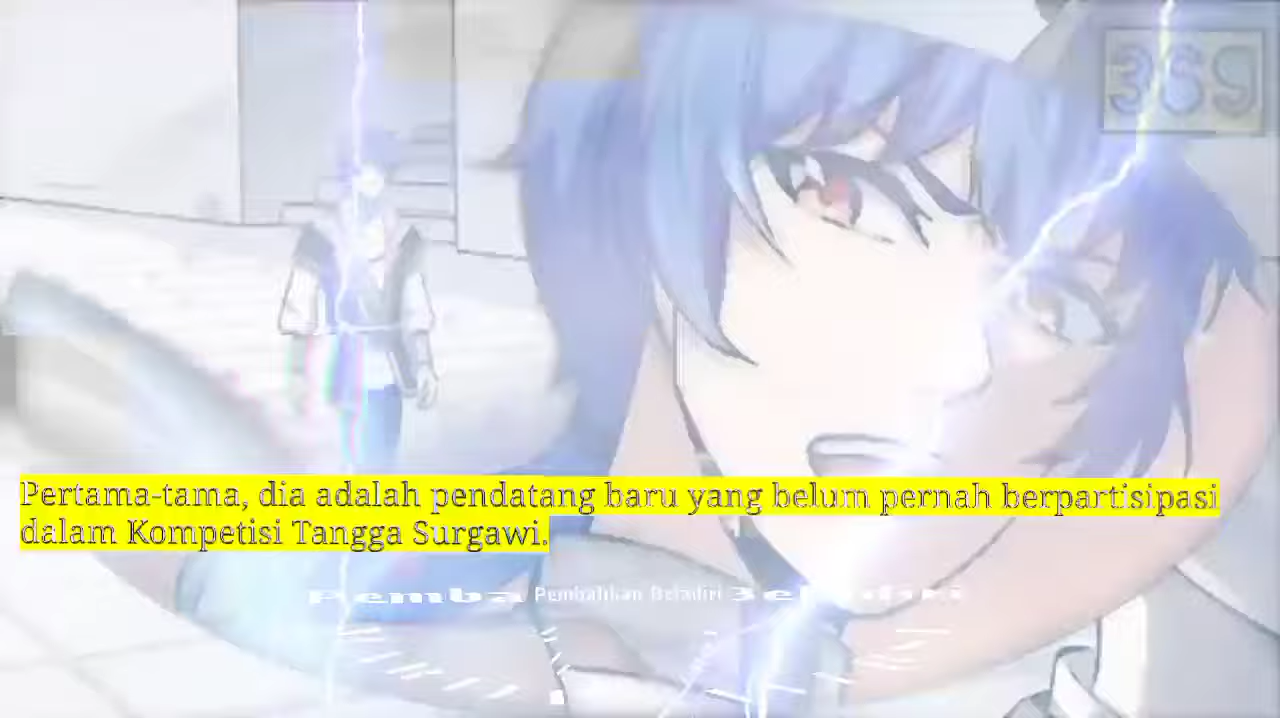 369
Pertama-tama, dia adalah pendatang baru yang belum pernah berpartisipasi
dalam Kompetisi Tangga Surgawi.